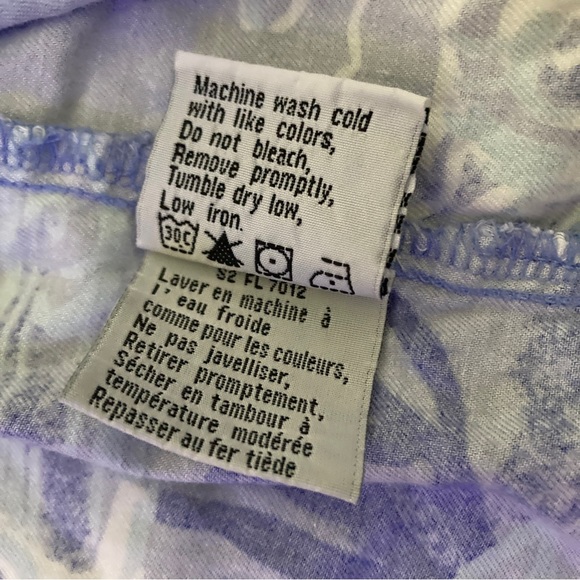 Machine wash cold
with like colors,
Do not bleach,
Remove promptly,
Tumble dry low,
Low iron.
30C
S2 FL 7012
Laver en machine à
l' eau froide
comme pour les couleurs,
Ne pas javelliser,
Retirer promptement,
Sécher en tambour à
température modérée
Repasser au fer tiède